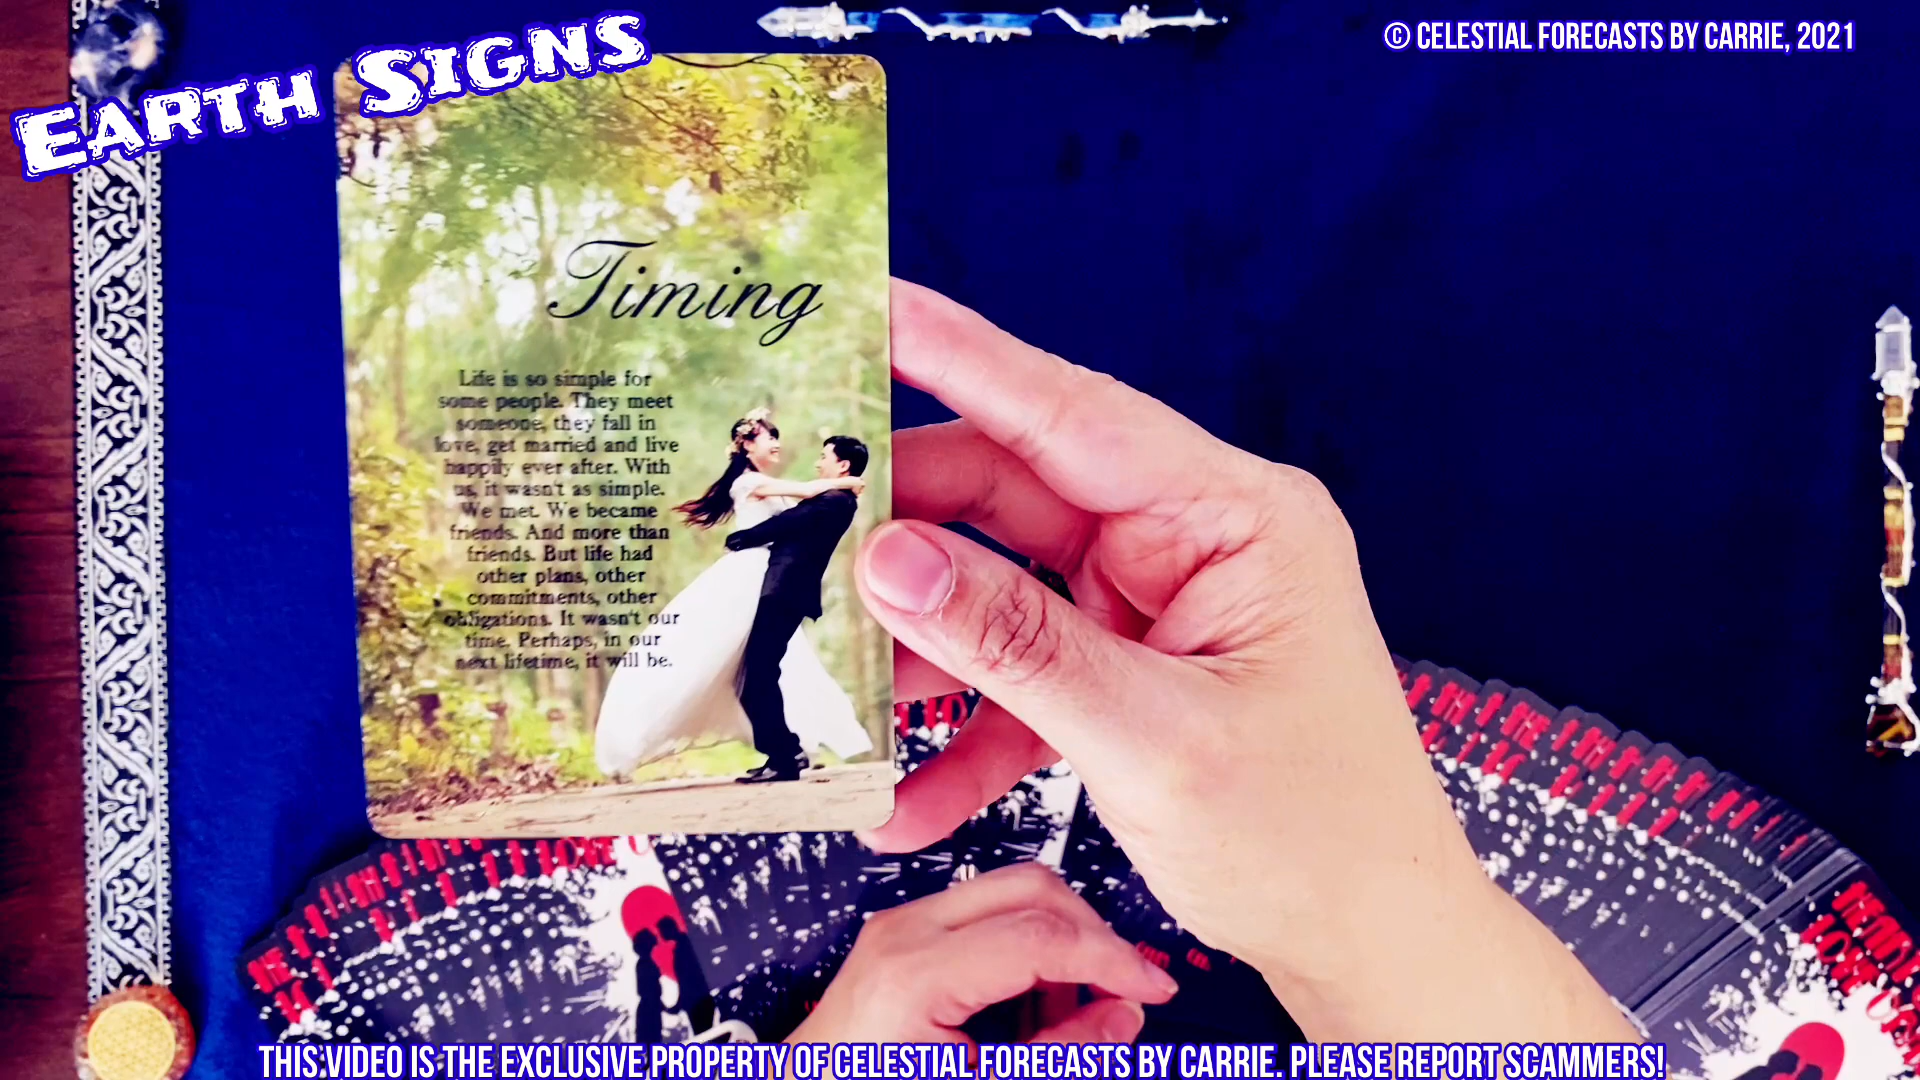 EARTH SIGNS
© CELESTIAL FORECASTS BY CARRIE, 2021
Timing
Life is so simple for
some people. They meet
someone, they fall in
love, get married and live
happily ever after. With
us, it wasn't as simple.
We met. We became
friends. And more than
friends. But life had
other plans, other
commitments, other
obligations. It wasn't our
time. Perhaps, in our
next lifetime, it will be.
THIS VIDEO IS THE EXCLUSIVE PROPERTY OF CELESTIAL FORECASTS BY CARRIE. PLEASE REPORT SCAMMERS!